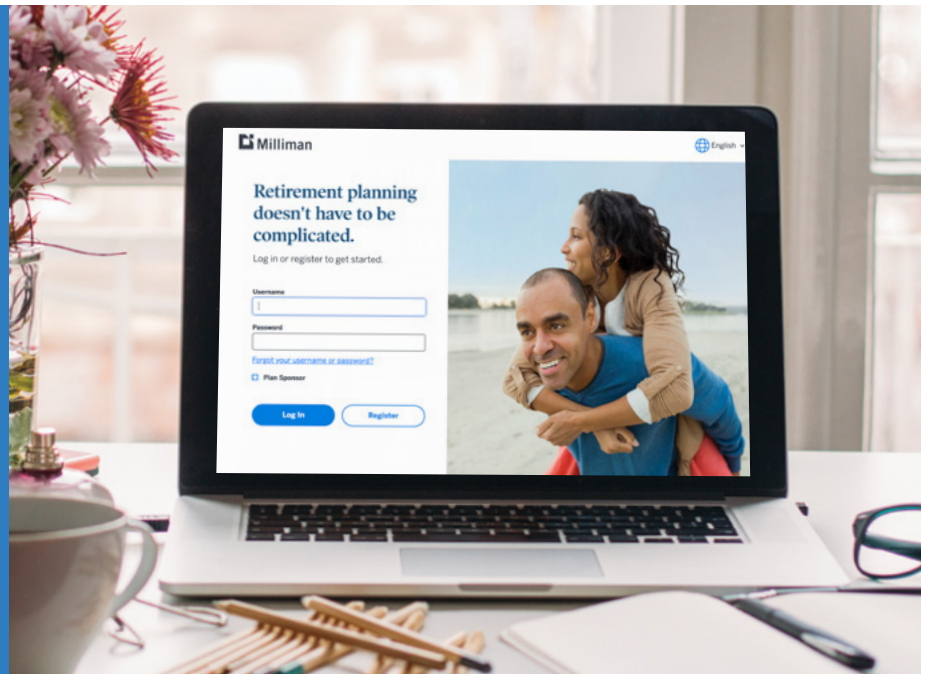 Milliman
English
Retirement planning
doesn't have to be
complicated.
Log in or register to get started.
Username
Password
Forgot your username or password?
Plan Sponsor
Log In
Register